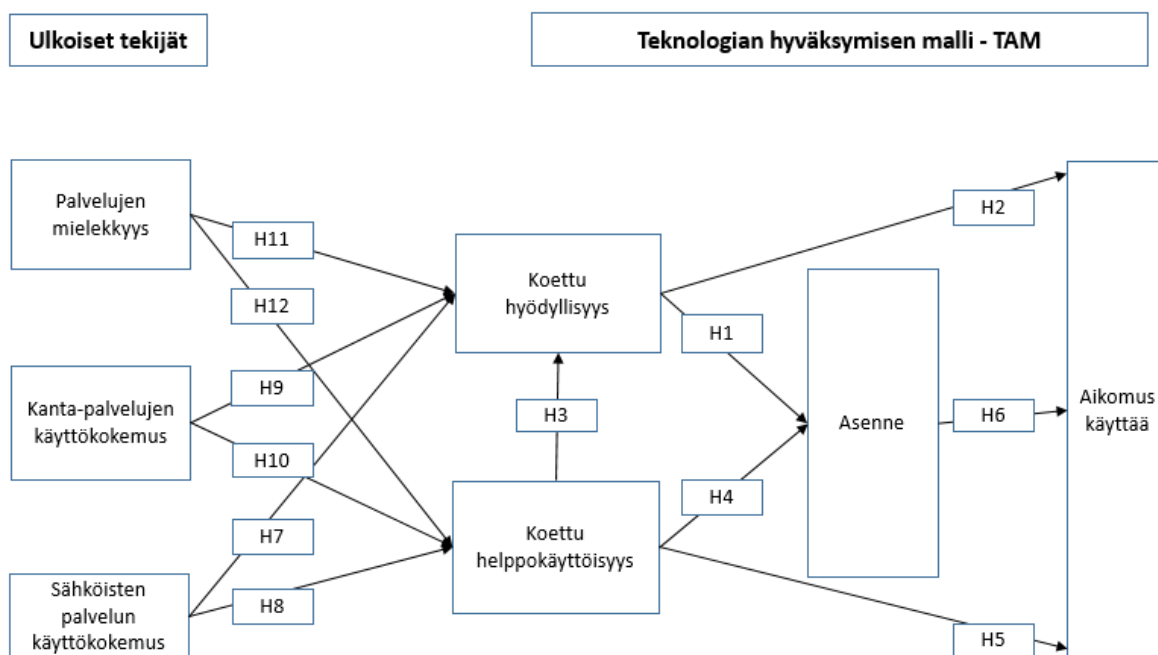 Ulkoiset tekijät
Teknologian hyväksymisen malli - TAM
Palvelujen
mielekkyys
H11
H12
H2
Koettu
hyödyllisyys
H1
Kanta-palvelujen
käyttökokemus
H9
H10
H3
Asenne
H6
Aikomus
käyttää
H4
H7
Koettu
helppokäyttöisyys
Sähköisten
palvelun
käyttökokemus
H8
H5